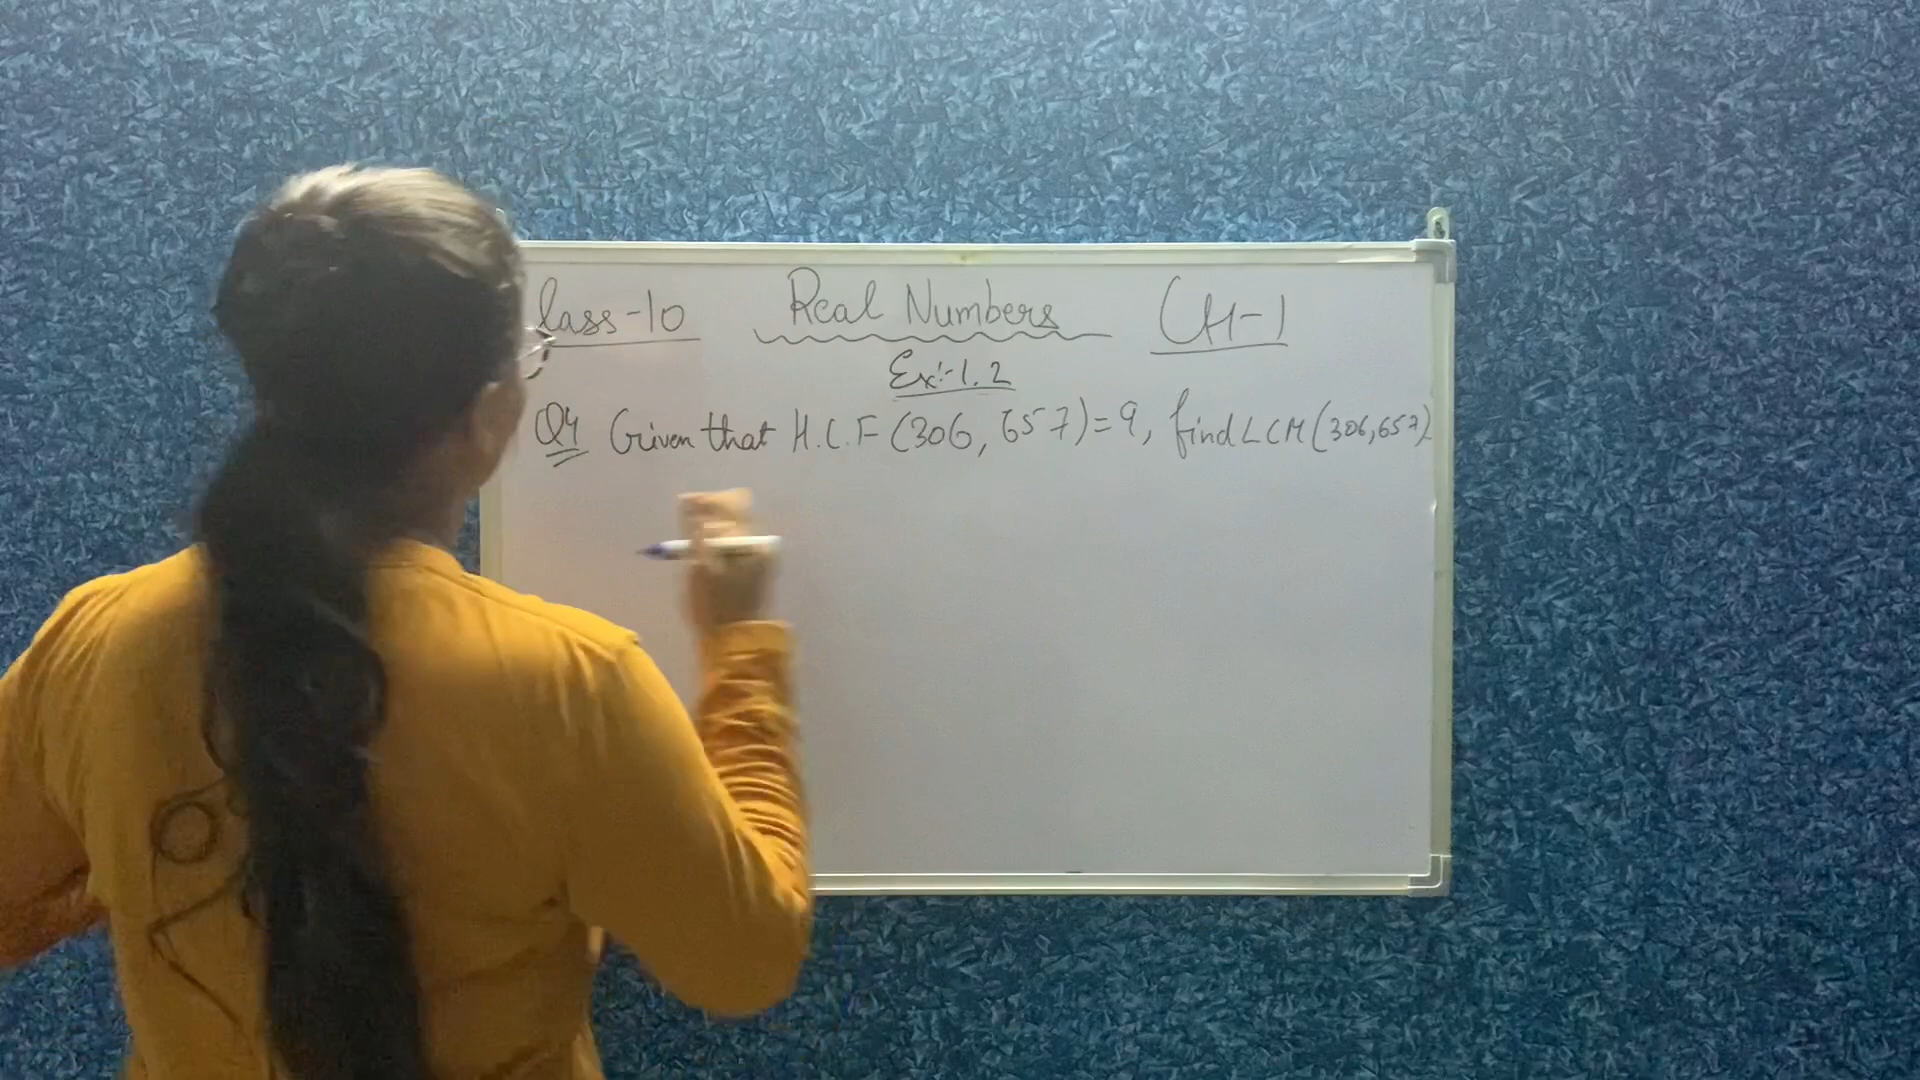 lass-10 Real Numbers CH-1
Ex:-1.2
Q4 Given that H.C.F (306, 657)=9, find LCM (306,657)